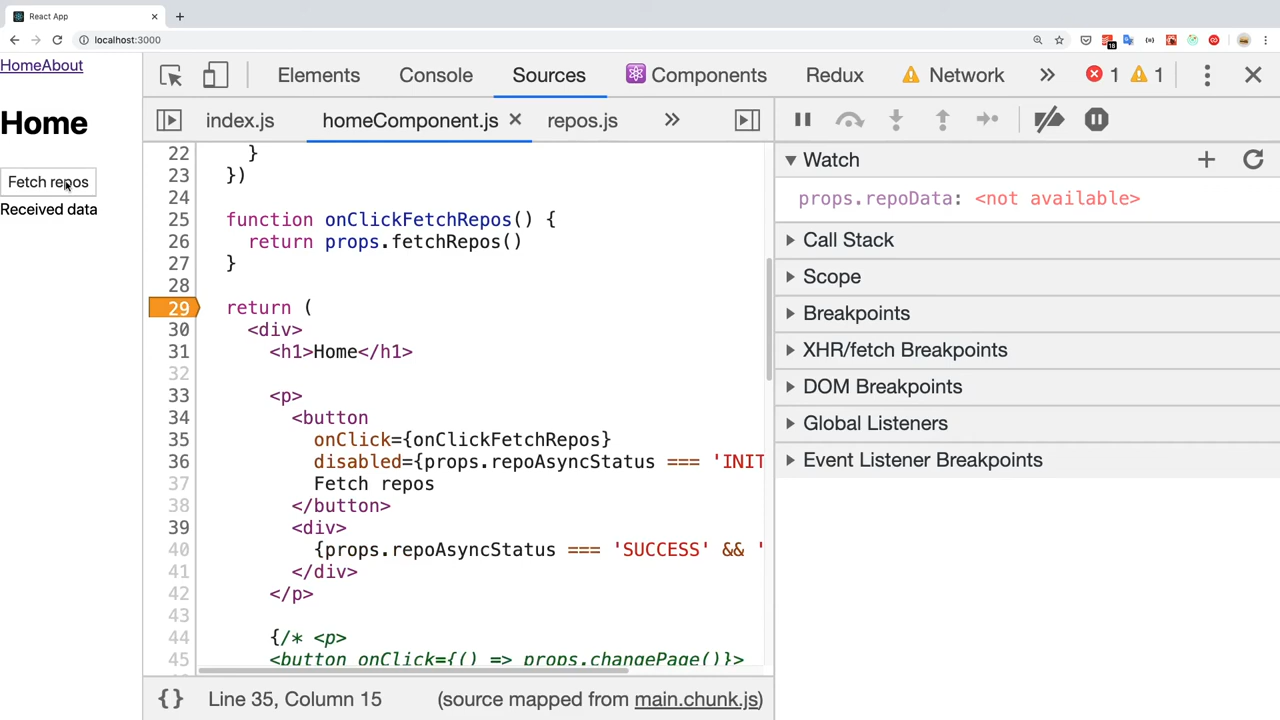 React App
localhost:3000
18
HomeAbout
Home
Fetch repos
Received data
Elements Console Sources Components Redux Network 1 1
index.js homeComponent.js repos.js
22 }
23 })
24
25 function onClickFetchRepos() {
26 return props.fetchRepos()
27 }
28
29 return (
30 <div>
31 <h1>Home</h1>
32
33 <p>
34 <button
35 onClick={onClickFetchRepos}
36 disabled={props.repoAsyncStatus === 'INIT
37 Fetch repos
38 </button>
39 <div>
40 {props.repoAsyncStatus === 'SUCCESS' && '
41 </div>
42 </p>
43
44 {/* <p>
45 <button onClick={() => props.changePage()}>
{} Line 35, Column 15 (source mapped from main.chunk.js)
Watch
props.repoData: <not available>
Call Stack
Scope
Breakpoints
XHR/fetch Breakpoints
DOM Breakpoints
Global Listeners
Event Listener Breakpoints